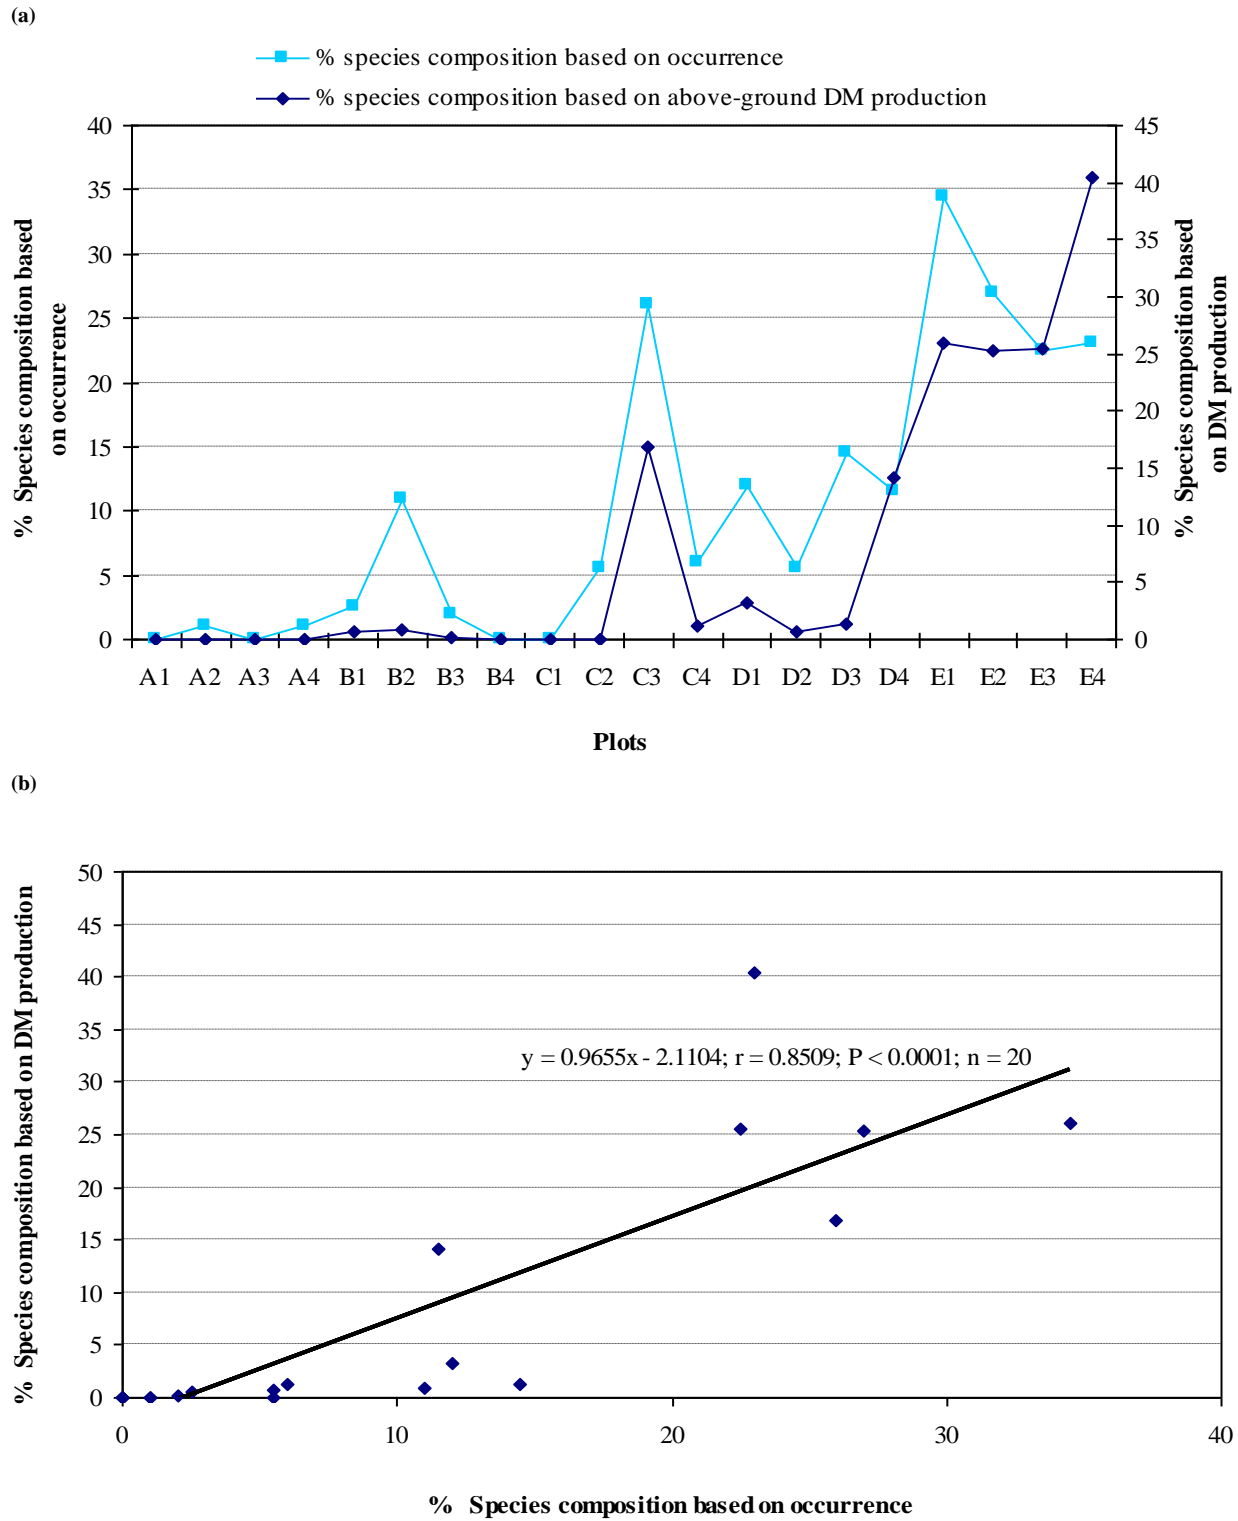 (a)
% species composition based on occurrence
% species composition based on above-ground DM production
40
35
30
25
20
15
10
5
0
45
40
35
30
25
20
15
10
5
0
% Species composition based
on occurrence
% Species composition based
on DM production
A1 A2 A3 A4 B1 B2 B3 B4 C1 C2 C3 C4 D1 D2 D3 D4 E1 E2 E3 E4
Plots
(b)
50
45
40
35
30
25
20
15
10
5
0
% Species composition based on DM production
y = 0.9655x - 2.1104; r = 0.8509; P < 0.0001; n = 20
0 10 20 30 40
% Species composition based on occurrence